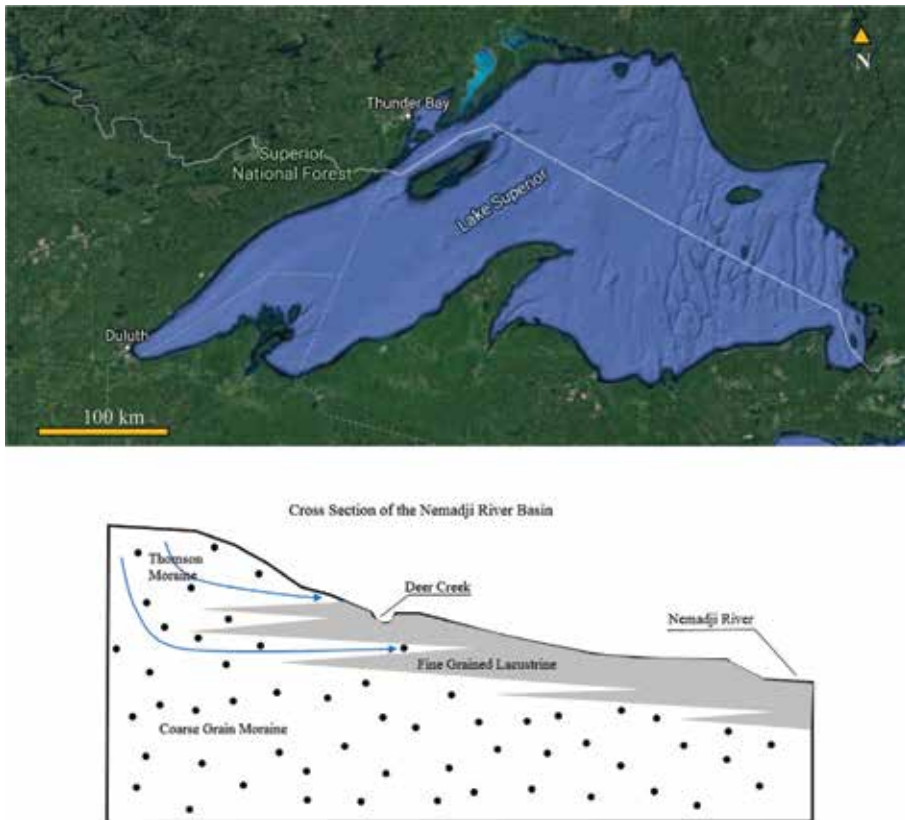 N
Thunder Bay
Superior
National Forest
Lake Superior
Duluth
100 km
Cross Section of the Nemadji River Basin
Thomson
Moraine
Deer Creek
Nemadji River
Fine Grained Lacustrine
Coarse Grain Moraine